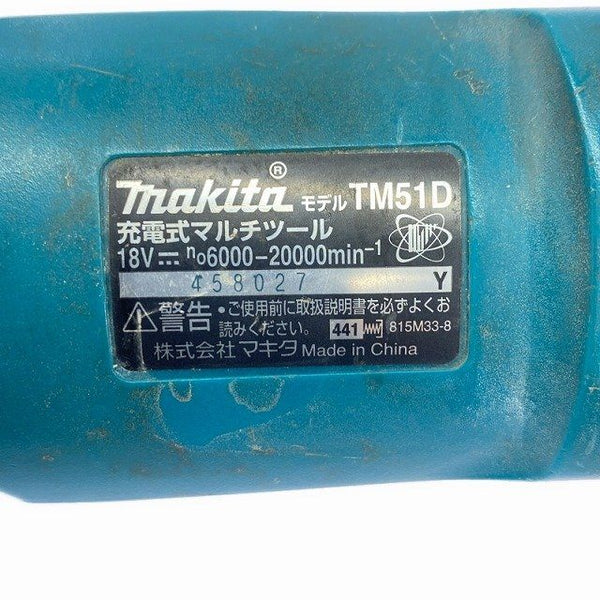 makita® モデル TM51D
充電式マルチツール
18V⎓ n₀6000-20000min⁻¹
458027 Y
⚠警告 ・ご使用前に取扱説明書を必ずよくお
読みください。 441 815M33-8
株式会社 マキタ Made in China